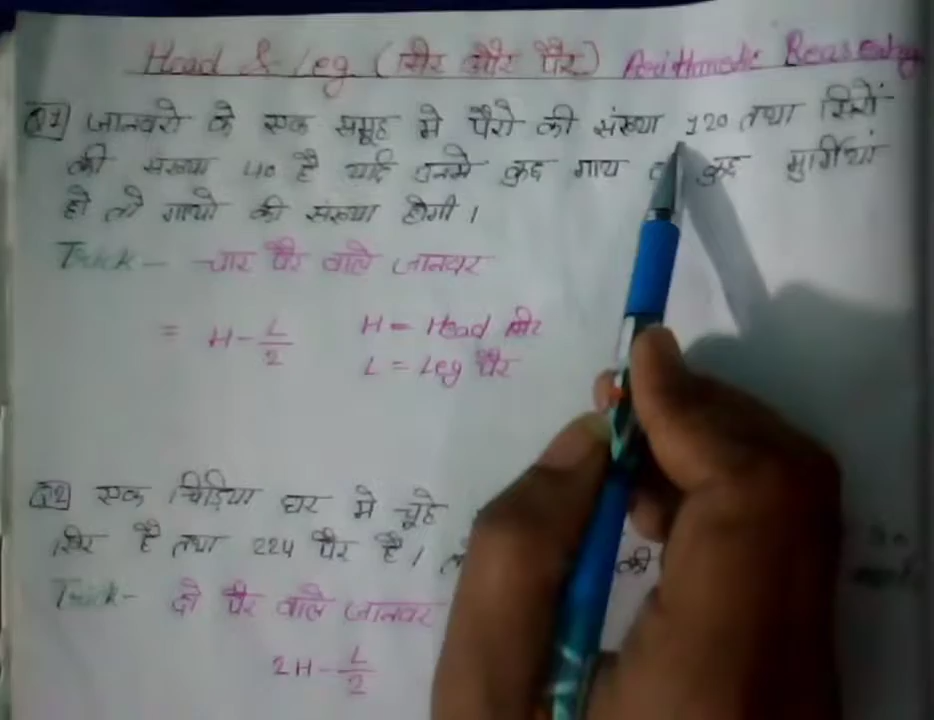 Head & Leg (सिर और पैर) Arithmetic Reasoning
Q1 जानवरो के एक समूह मे पैरो की संख्या 120 तथा सिरों
की संख्या 40 है यदि उनमे कुछ गाय व कुछ मुर्गियां
हो तो गायो की संख्या होगी।
Trick- चार पैर वाले जानवर
= H - L/2 H = Head सिर
L = Leg पैर
Q2 एक चिड़िया घर मे चूहे
सिर है तथा 224 पैर है। की
Trick- दो पैर वाले जानवर
2H - L/2